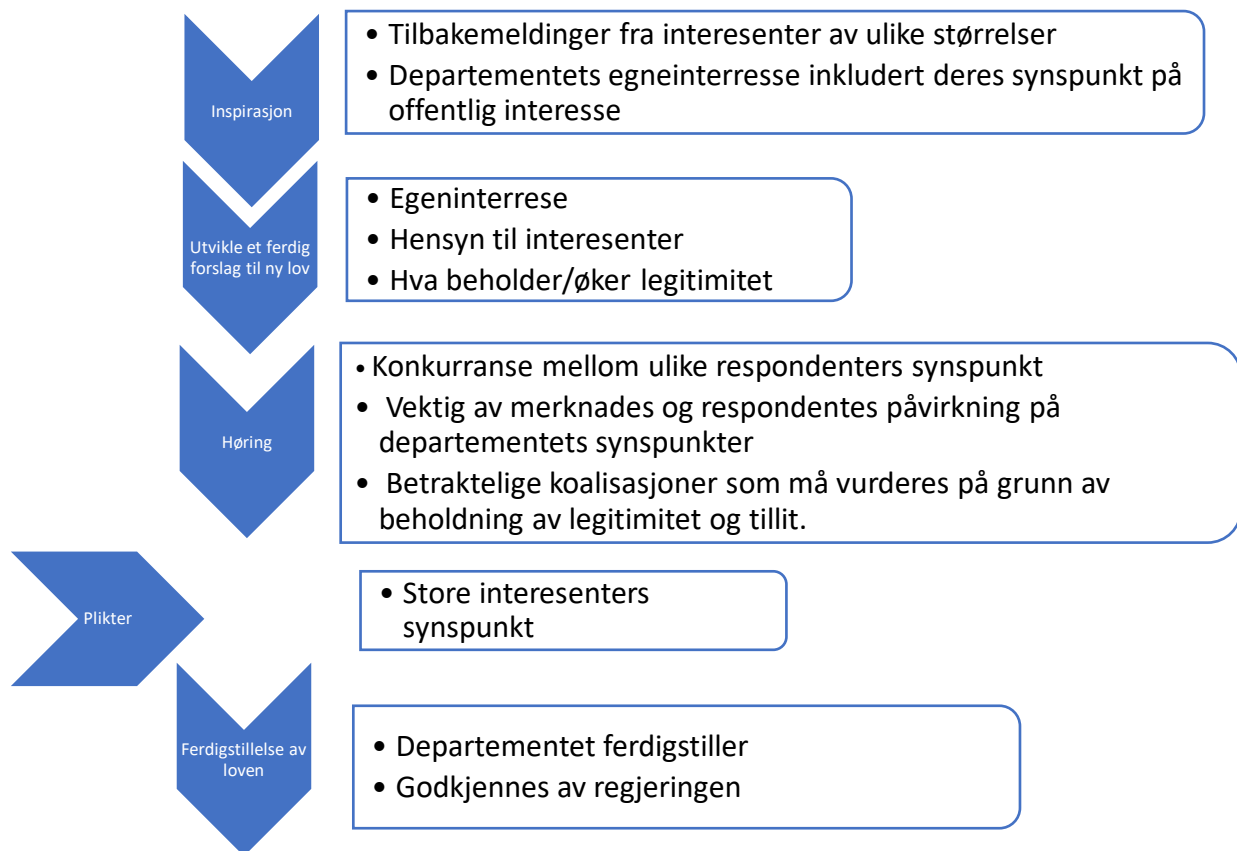 Inspirasjon
• Tilbakemeldinger fra interesenter av ulike størrelser
• Departementets egneinterresse inkludert deres synspunkt på
offentlig interesse
Utvikle et ferdig
forslag til ny lov
• Egeninterrese
• Hensyn til interesenter
• Hva beholder/øker legitimitet
Høring
• Konkurranse mellom ulike respondenters synspunkt
• Vektig av merknades og respondentes påvirkning på
departementets synspunkter
• Betraktelige koalisasjoner som må vurderes på grunn av
beholdning av legitimitet og tillit.
Plikter
• Store interesenters
synspunkt
Ferdigstillelse av
loven
• Departementet ferdigstiller
• Godkjennes av regjeringen